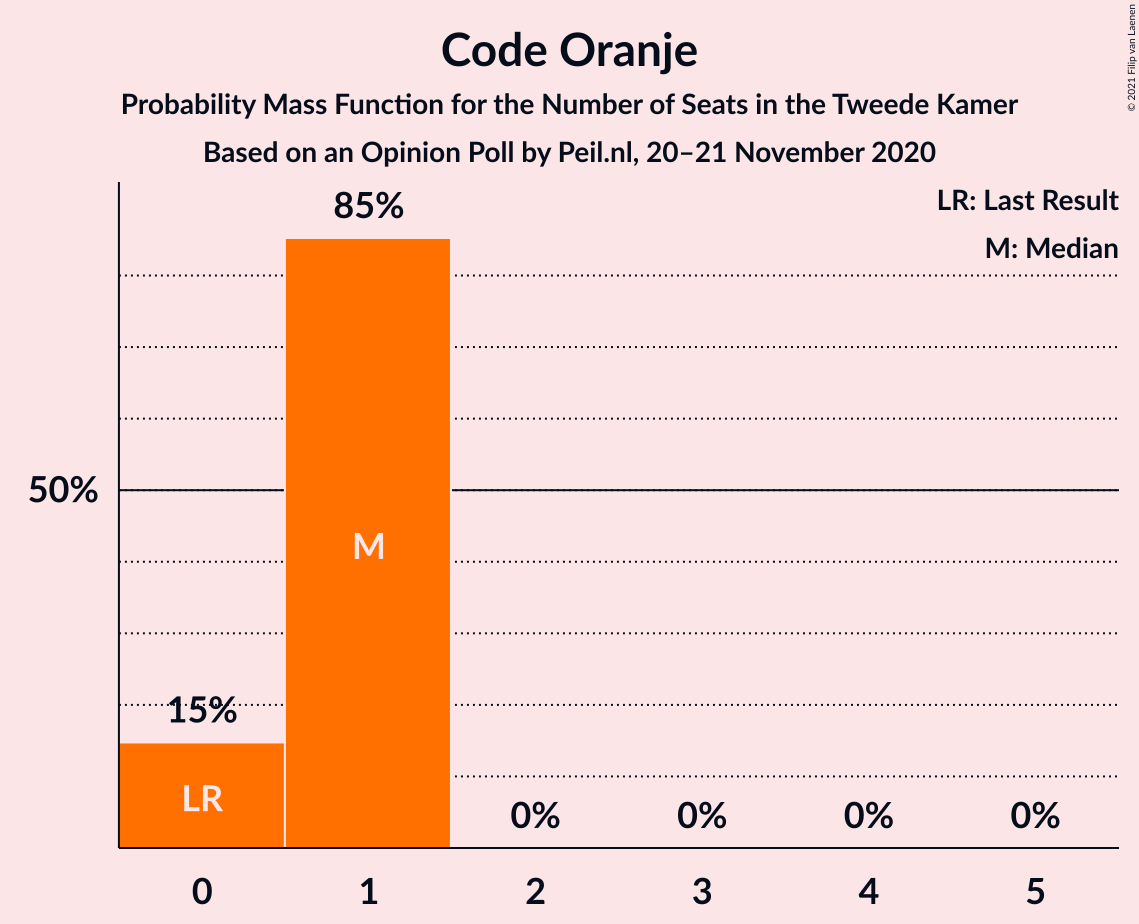 Code Oranje
Probability Mass Function for the Number of Seats in the Tweede Kamer
Based on an Opinion Poll by Peil.nl, 20–21 November 2020
© 2021 Filip van Laenen
LR: Last Result
M: Median
85%
50%
M
15%
LR
0% 0% 0% 0%
0 1 2 3 4 5